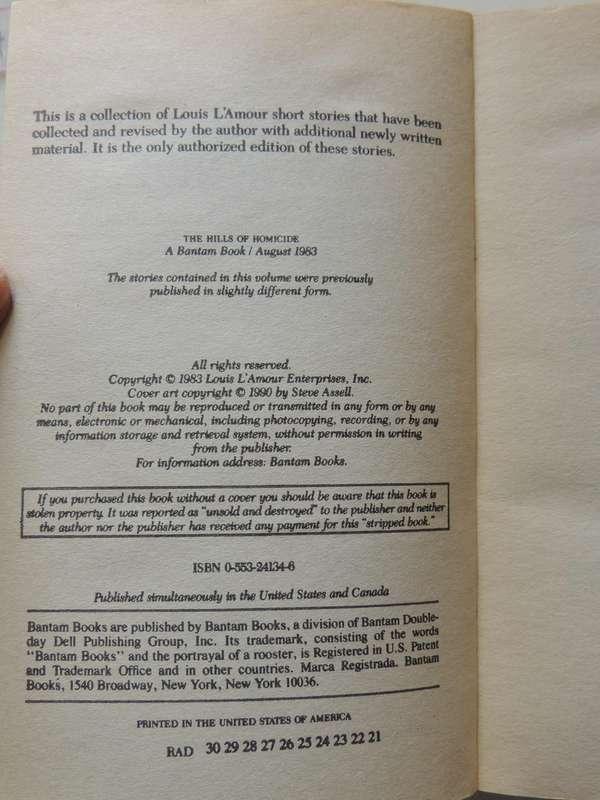 This is a collection of Louis L'Amour short stories that have been
collected and revised by the author with additional newly written
material. It is the only authorized edition of these stories.
THE HILLS OF HOMICIDE
A Bantam Book / August 1983
The stories contained in this volume were previously
published in slightly different form.
All rights reserved.
Copyright © 1983 Louis L'Amour Enterprises, Inc.
Cover art copyright © 1990 by Steve Assell.
No part of this book may be reproduced or transmitted in any form or by any
means, electronic or mechanical, including photocopying, recording, or by any
information storage and retrieval system, without permission in writing
from the publisher.
For information address: Bantam Books.
If you purchased this book without a cover you should be aware that this book is
stolen property. It was reported as "unsold and destroyed" to the publisher and neither
the author nor the publisher has received any payment for this "stripped book."
ISBN 0-553-24134-6
Published simultaneously in the United States and Canada
Bantam Books are published by Bantam Books, a division of Bantam Double-
day Dell Publishing Group, Inc. Its trademark, consisting of the words
"Bantam Books" and the portrayal of a rooster, is Registered in U.S. Patent
and Trademark Office and in other countries. Marca Registrada. Bantam
Books, 1540 Broadway, New York, New York 10036.
PRINTED IN THE UNITED STATES OF AMERICA
RAD 30 29 28 27 26 25 24 23 22 21